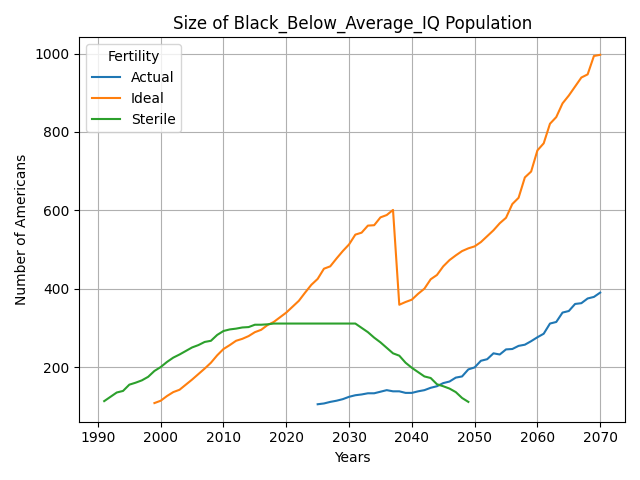 Size of Black_Below_Average_IQ Population
Number of Americans
1000
800
600
400
200
Fertility
Actual
Ideal
Sterile
1990 2000 2010 2020 2030 2040 2050 2060 2070
Years